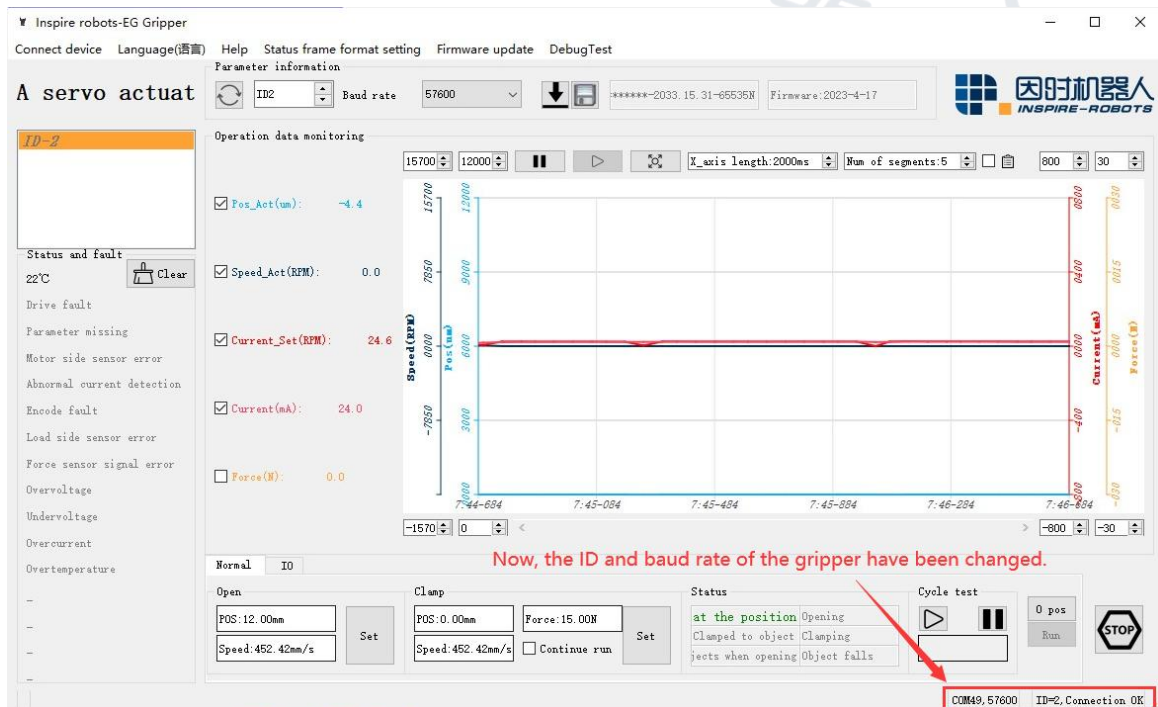 Inspire robots-EG Gripper
Connect device Language(语言) Help Status frame format setting Firmware update DebugTest
Parameter information
A servo actuat
ID2
Baud rate
57600
:******-2033.15.31-65535N
Firmware:2023-4-17
因时机器人
INSPIRE-ROBOTS
ID-2
Operation data monitoring
15700 12000 X_axis length:2000ms Num of segments:5 800 30
Pos_Act(um): -4.4
Speed_Act(RPM): 0.0
Current_Set(RPM): 24.6
Current(mA): 24.0
Force(N): 0.0
Speed(RPM)
15700
7850
0000
-7850
Pos(um)
12000
9000
6000
3000
0000
0800
0400
0000
-400
-800
Current(mA)
0030
0015
0000
-015
-030
Force(N)
7:44-684 7:45-084 7:45-484 7:45-884 7:46-284 7:46-684
-1570 0 -800 -30
Status and fault
22℃
Clear
Drive fault
Parameter missing
Motor side sensor error
Abnormal current detection
Encode fault
Load side sensor error
Force sensor signal error
Overvoltage
Undervoltage
Overcurrent
Overtemperature
Now, the ID and baud rate of the gripper have been changed.
Normal IO
Open
POS:12.00mm
Speed:452.42mm/s
Set
Clamp
POS:0.00mm
Force:15.00N
Speed:452.42mm/s
Continue run
Set
Status
at the position Opening
Clamped to object Clamping
jects when opening Object falls
Cycle test
0 pos
Run
STOP
COM49,57600 ID=2,Connection OK